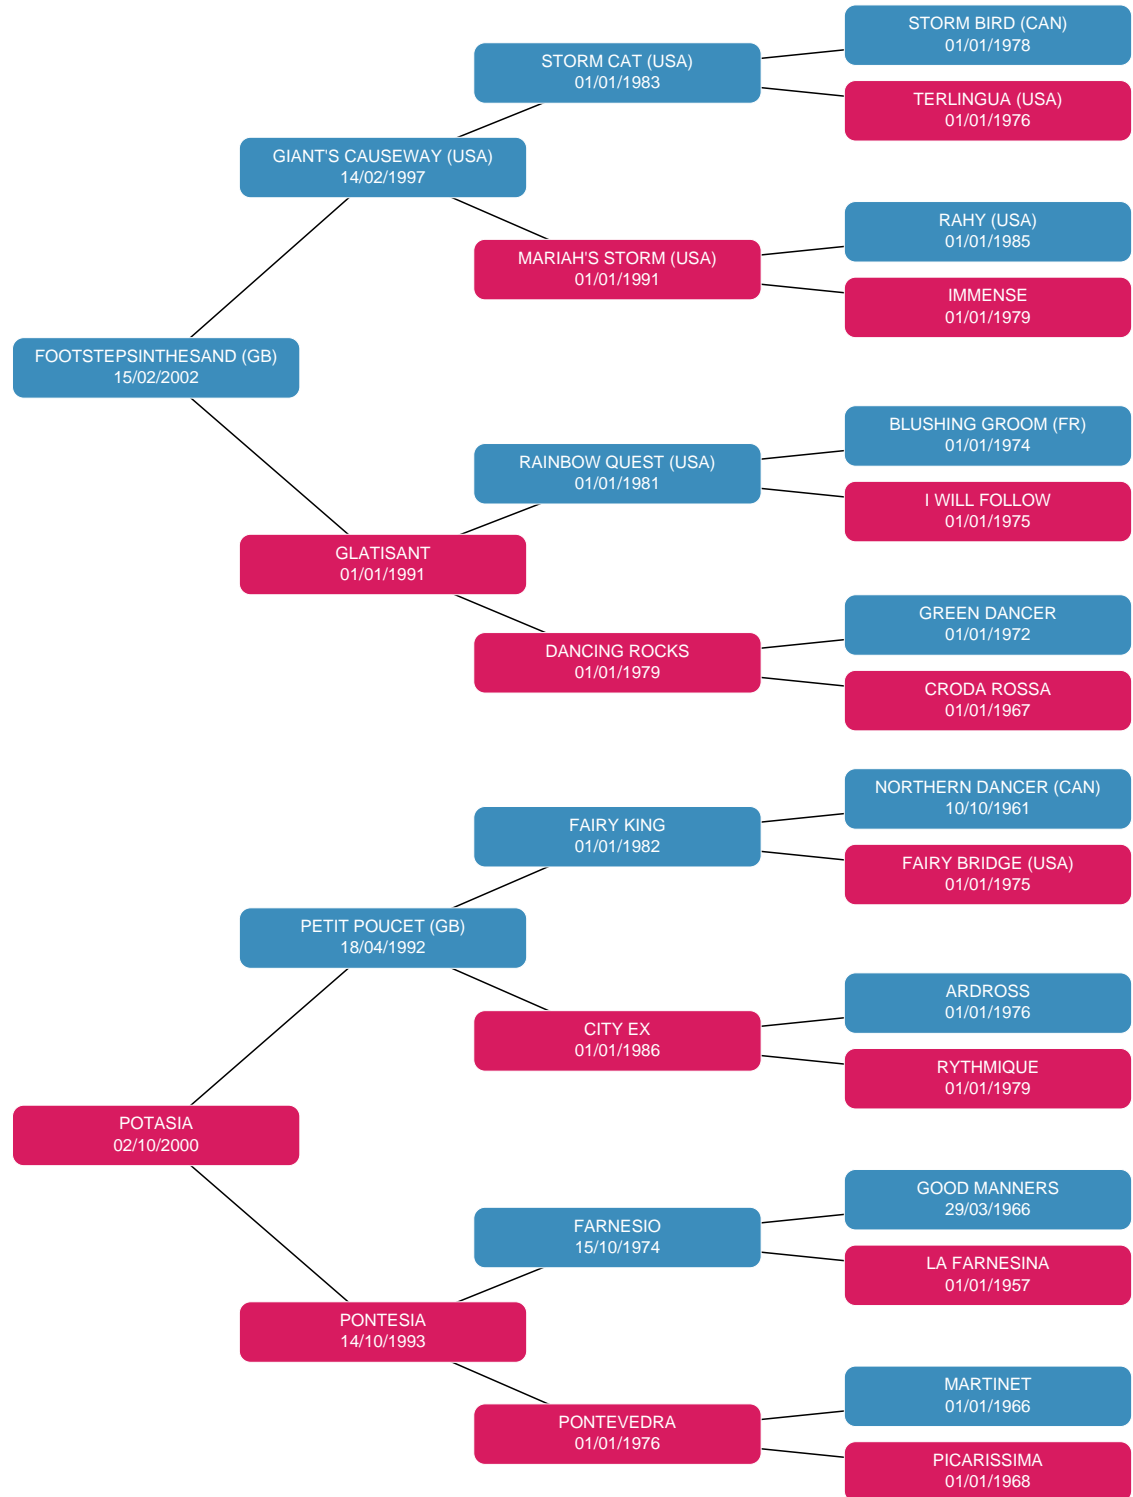 STORM BIRD (CAN)
01/01/1978
STORM CAT (USA)
01/01/1983
TERLINGUA (USA)
01/01/1976
GIANT'S CAUSEWAY (USA)
14/02/1997
RAHY (USA)
01/01/1985
MARIAH'S STORM (USA)
01/01/1991
IMMENSE
01/01/1979
FOOTSTEPSINTHESAND (GB)
15/02/2002
BLUSHING GROOM (FR)
01/01/1974
RAINBOW QUEST (USA)
01/01/1981
I WILL FOLLOW
01/01/1975
GLATISANT
01/01/1991
GREEN DANCER
01/01/1972
DANCING ROCKS
01/01/1979
CRODA ROSSA
01/01/1967
NORTHERN DANCER (CAN)
10/10/1961
FAIRY KING
01/01/1982
FAIRY BRIDGE (USA)
01/01/1975
PETIT POUCET (GB)
18/04/1992
ARDROSS
01/01/1976
CITY EX
01/01/1986
RYTHMIQUE
01/01/1979
POTASIA
02/10/2000
GOOD MANNERS
29/03/1966
FARNESIO
15/10/1974
LA FARNESINA
01/01/1957
PONTESIA
14/10/1993
MARTINET
01/01/1966
PONTEVEDRA
01/01/1976
PICARISSIMA
01/01/1968